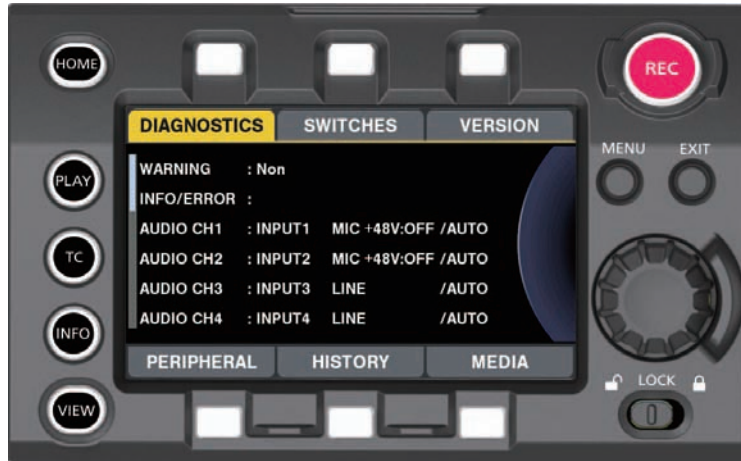 HOME
REC
DIAGNOSTICS SWITCHES VERSION
MENU EXIT
WARNING : Non
INFO/ERROR :
PLAY
AUDIO CH1 : INPUT1 MIC +48V:OFF /AUTO
AUDIO CH2 : INPUT2 MIC +48V:OFF /AUTO
TC
AUDIO CH3 : INPUT3 LINE /AUTO
AUDIO CH4 : INPUT4 LINE /AUTO
INFO
PERIPHERAL HISTORY MEDIA
LOCK
VIEW